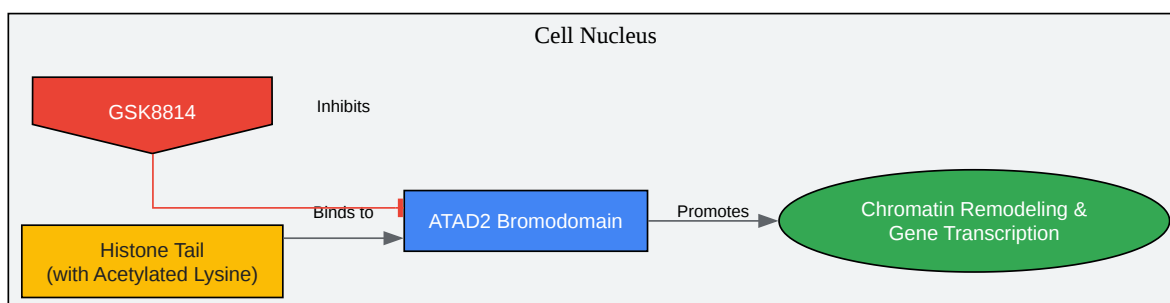 Cell Nucleus
GSK8814
Inhibits
Binds to
ATAD2 Bromodomain
Promotes
Chromatin Remodeling &
Gene Transcription
Histone Tail
(with Acetylated Lysine)